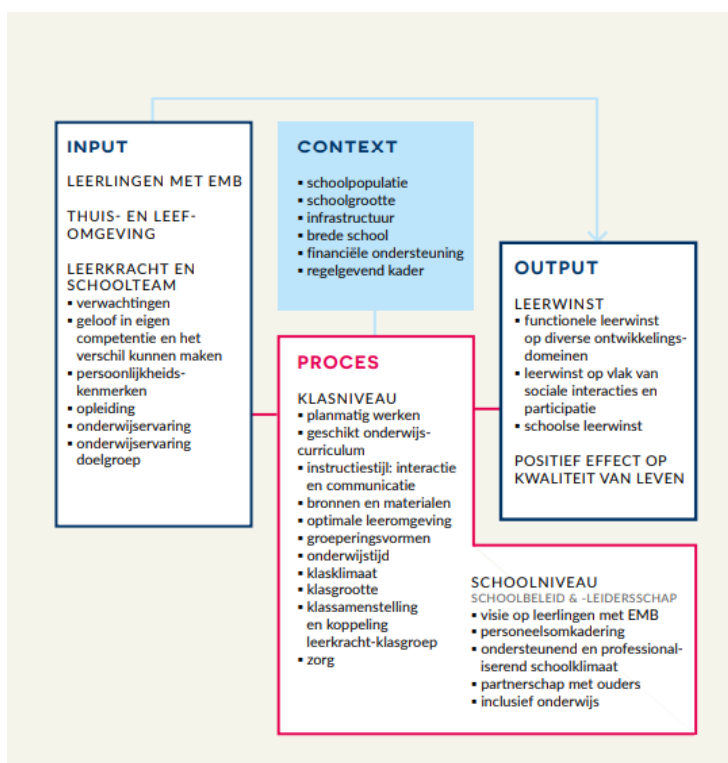 INPUT
LEERLINGEN MET EMB
THUIS- EN LEEF-
OMGEVING
LEERKRACHT EN
SCHOOLTEAM
▪ verwachtingen
▪ geloof in eigen
competentie en het
verschil kunnen maken
▪ persoonlijkheids-
kenmerken
▪ opleiding
▪ onderwijservaring
▪ onderwijservaring
doelgroep
CONTEXT
▪ schoolpopulatie
▪ schoolgrootte
▪ infrastructuur
▪ brede school
▪ financiële ondersteuning
▪ regelgevend kader
PROCES
KLASNIVEAU
▪ planmatig werken
▪ geschikt onderwijs-
curriculum
▪ instructiestijl: interactie
en communicatie
▪ bronnen en materialen
▪ optimale leeromgeving
▪ groeperingsvormen
▪ onderwijstijd
▪ klasklimaat
▪ klasgrootte
▪ klassamenstelling
en koppeling
leerkracht-klasgroep
▪ zorg
SCHOOLNIVEAU
SCHOOLBELEID & -LEIDERSSCHAP
▪ visie op leerlingen met EMB
▪ personeelsomkadering
▪ ondersteunend en professional-
iserend schoolklimaat
▪ partnerschap met ouders
▪ inclusief onderwijs
OUTPUT
LEERWINST
▪ functionele leerwinst
op diverse ontwikkelings-
domeinen
▪ leerwinst op vlak van
sociale interacties en
participatie
▪ schoolse leerwinst
POSITIEF EFFECT OP
KWALITEIT VAN LEVEN